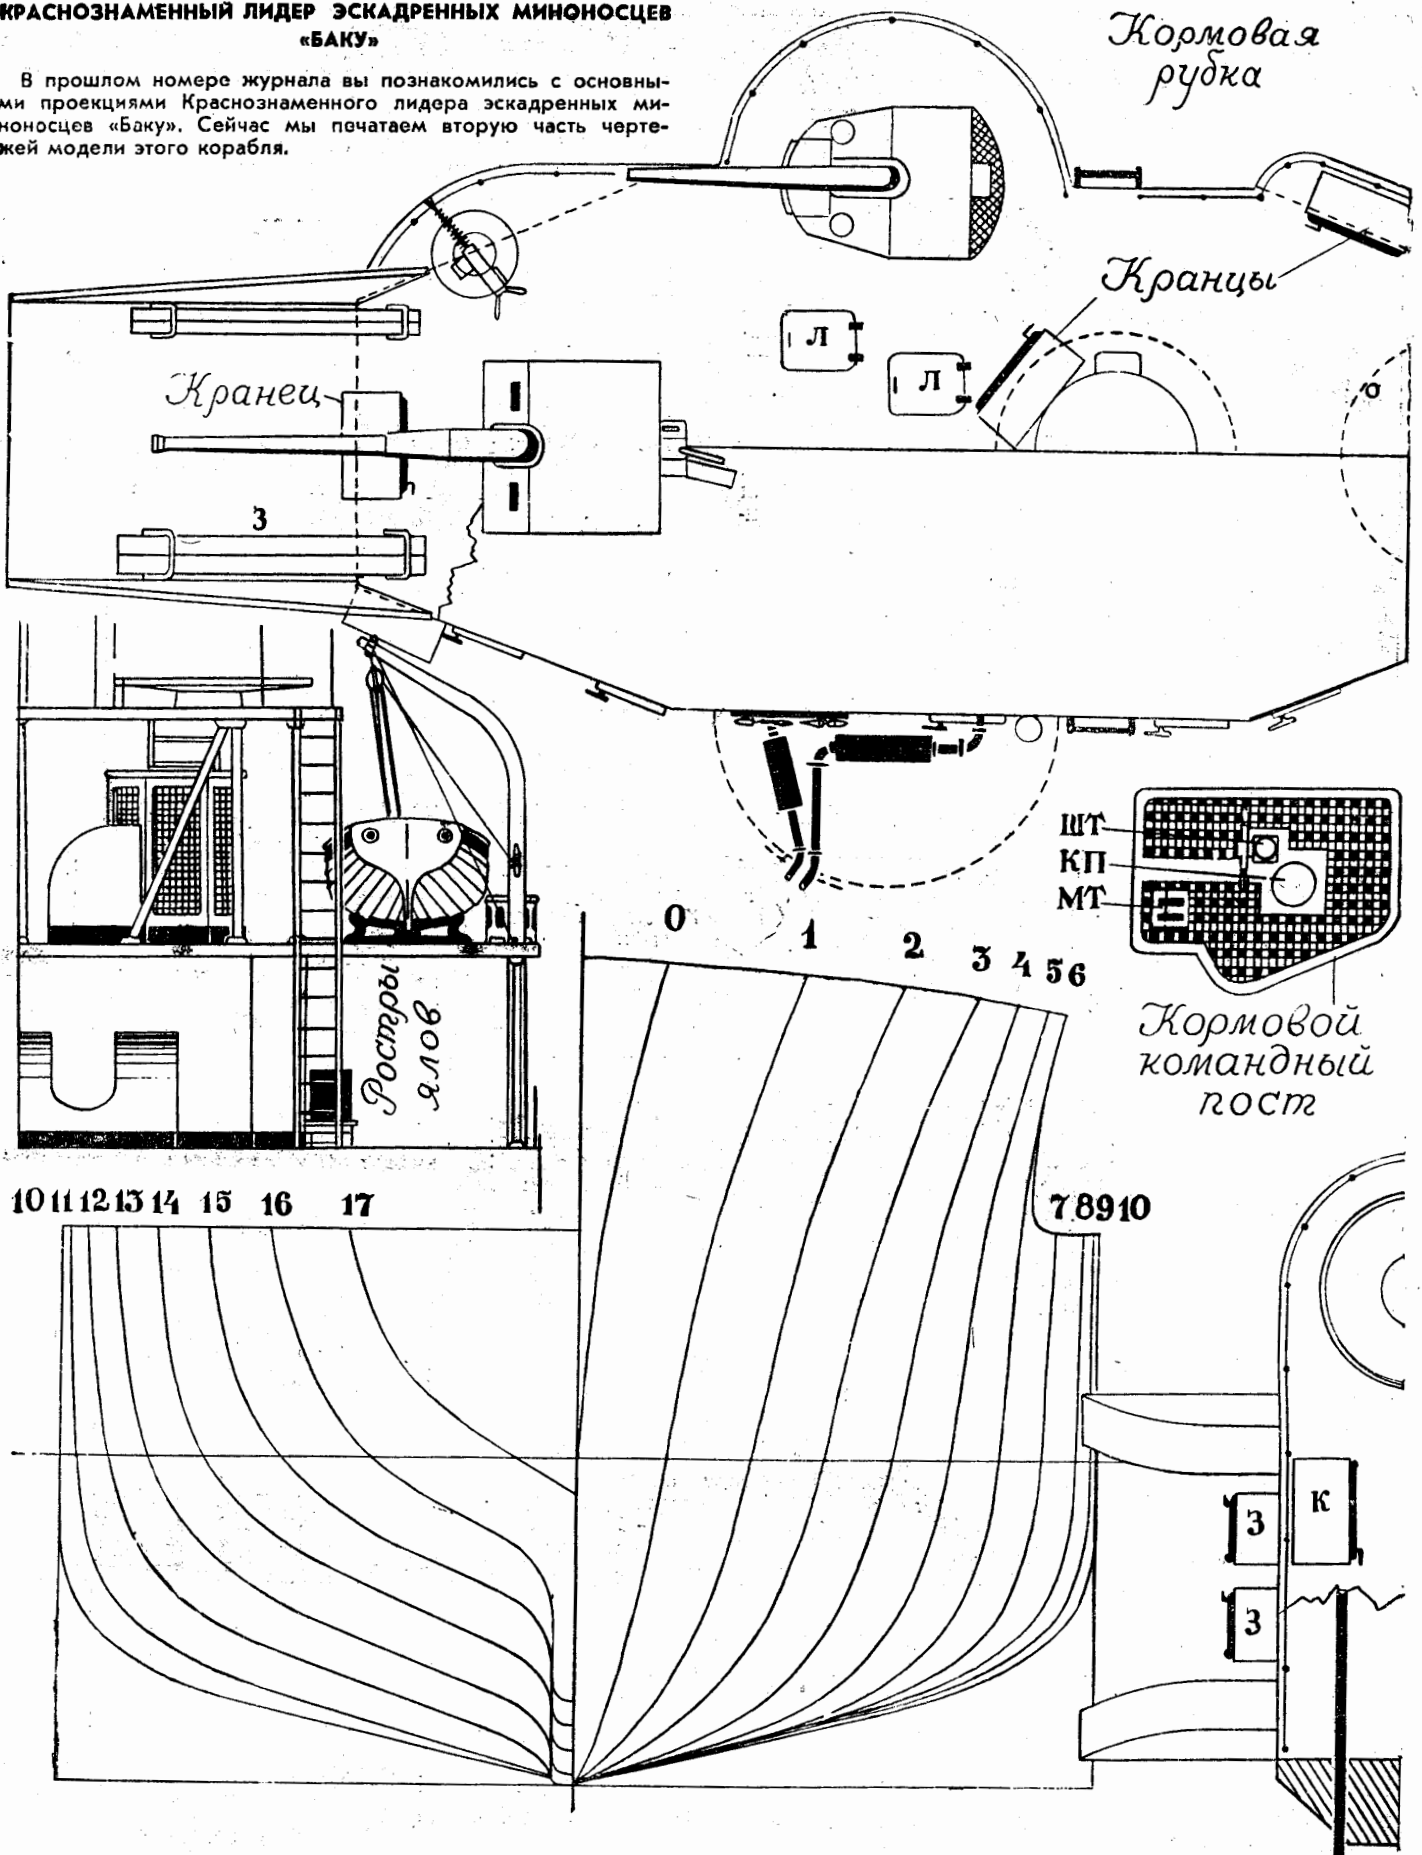 КРАСНОЗНАМЕННЫЙ ЛИДЕР ЭСКАДРЕННЫХ МИНОНОСЦЕВ
«БАКУ»
В прошлом номере журнала вы познакомились с основны-
ми проекциями Краснознаменного лидера эскадренных ми-
ноносцев «Баку». Сейчас мы печатаем вторую часть черте-
жей модели этого корабля.
Кормовая
рубка
Кранцы
Л
Л
Кранец
З
ШТ
КП
МТ
Кормовой
командный
пост
Ростры
ялов
0 1 2 3 4 5 6
10 11 12 13 14 15 16 17
7 8 9 10
К
З
З